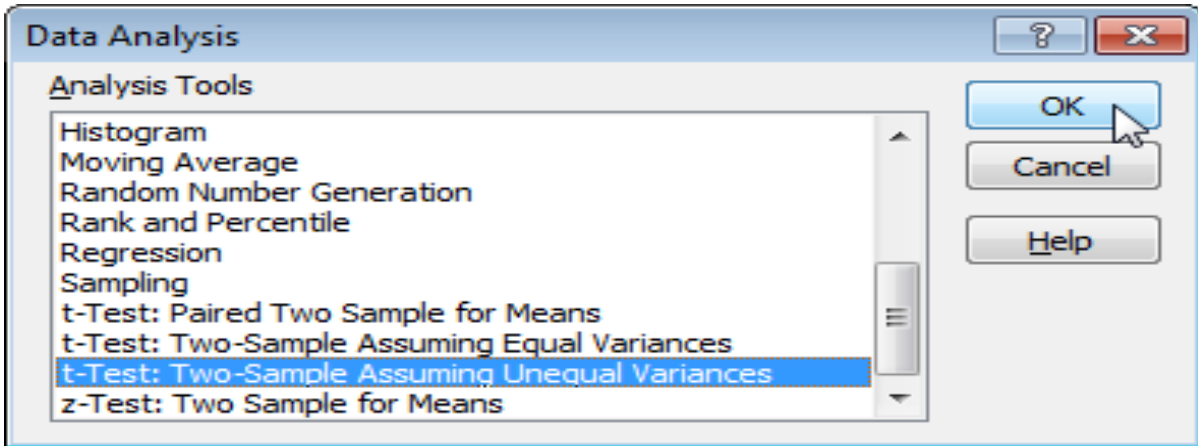 Data Analysis
?
Analysis Tools
Histogram
Moving Average
Random Number Generation
Rank and Percentile
Regression
Sampling
t-Test: Paired Two Sample for Means
t-Test: Two-Sample Assuming Equal Variances
t-Test: Two-Sample Assuming Unequal Variances
z-Test: Two Sample for Means
OK
Cancel
Help